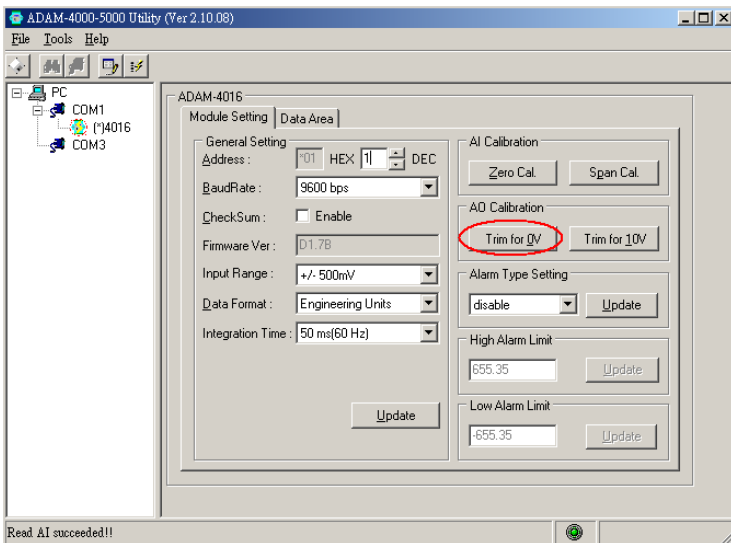 ADAM-4000-5000 Utility (Ver 2.10.08)
File Tools Help
PC
COM1
(*)4016
COM3
ADAM-4016
Module Setting Data Area
General Setting
Address : *01 HEX 1 DEC
BaudRate : 9600 bps
CheckSum : Enable
Firmware Ver : D1.7B
Input Range : +/- 500mV
Data Format : Engineering Units
Integration Time : 50 ms(60 Hz)
Update
AI Calibration
Zero Cal. Span Cal.
AO Calibration
Trim for 0V Trim for 10V
Alarm Type Setting
disable Update
High Alarm Limit
655.35 Update
Low Alarm Limit
-655.35 Update
Read AI succeeded!!